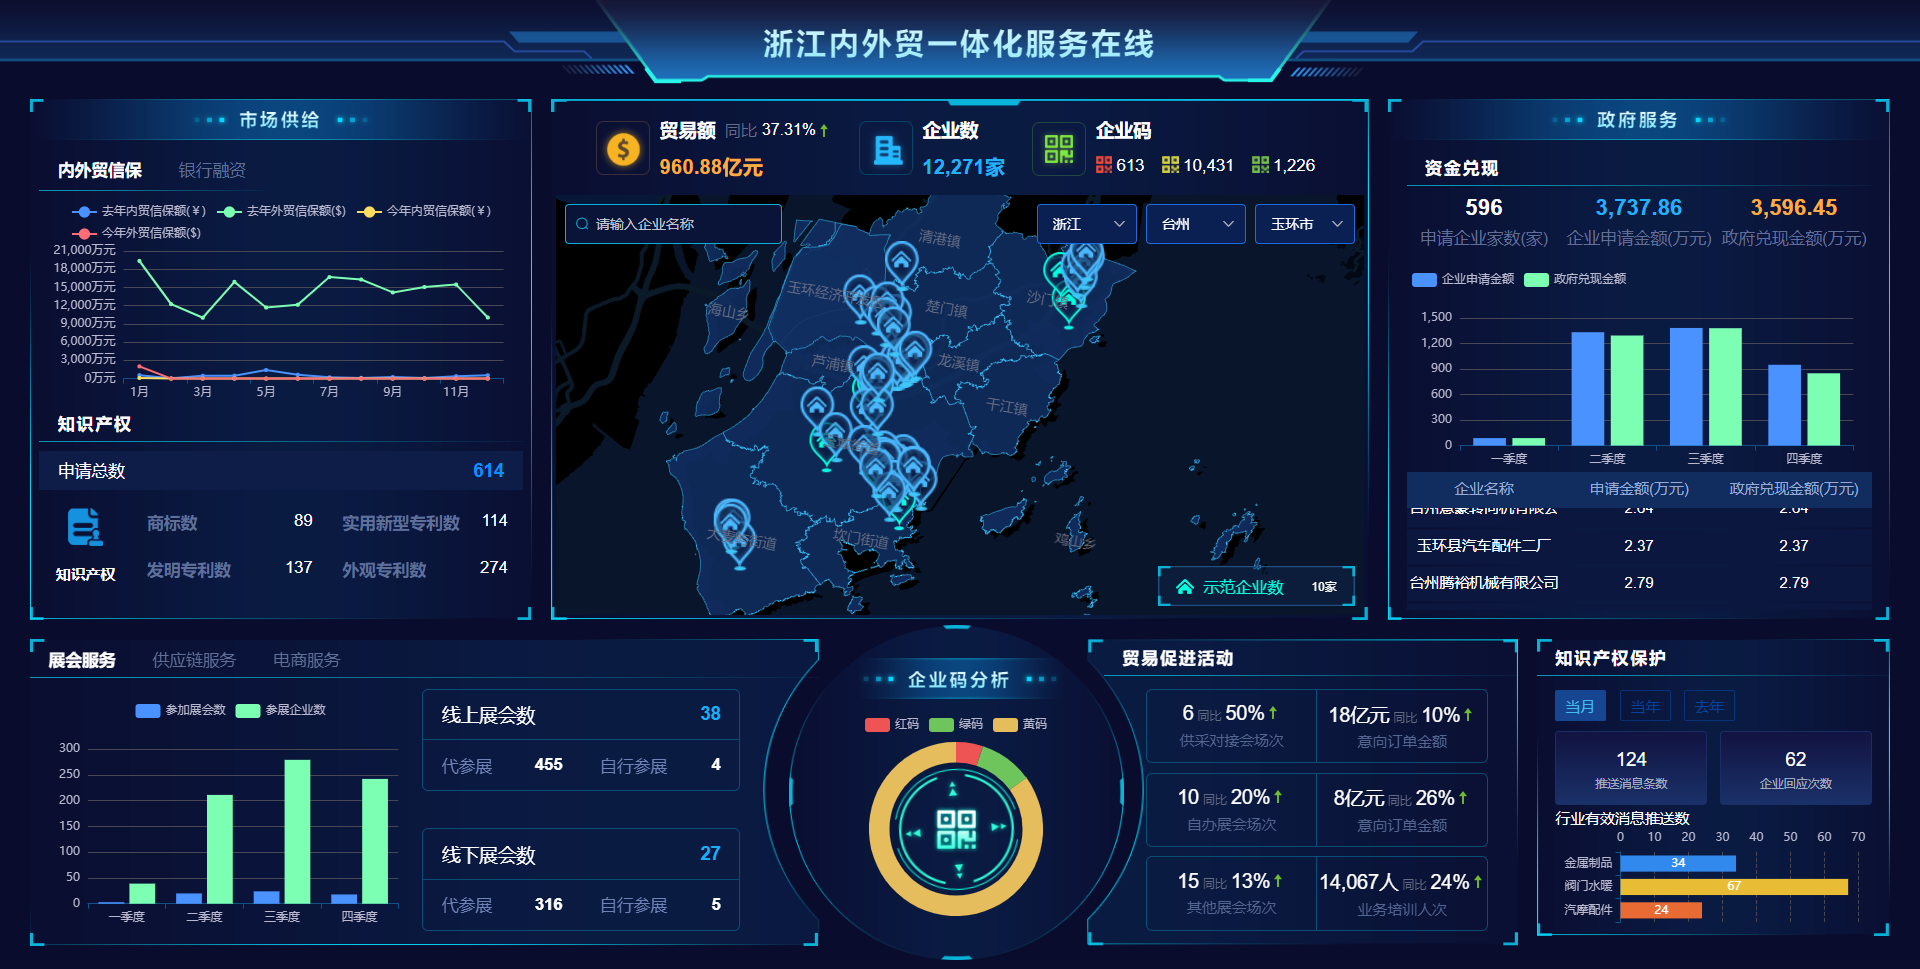 浙江内外贸一体化服务在线
市场供给
内外贸信保 银行融资
去年内贸信保额(¥) 去年外贸信保额($) 今年内贸信保额(¥)
今年外贸信保额($)
21,000万元
18,000万元
15,000万元
12,000万元
9,000万元
6,000万元
3,000万元
0万元
1月 3月 5月 7月 9月 11月
知识产权
申请总数 614
商标数 89 实用新型专利数 114
知识产权
发明专利数 137 外观专利数 274
贸易额 同比 37.31%
960.88亿元
企业数
12,271家
企业码
613 10,431 1,226
请输入企业名称
浙江 台州 玉环市
清港镇
海山乡
楚门镇
芦浦镇
龙溪镇
干江镇
坎门街道
鸡山乡
示范企业数 10家
政府服务
资金兑现
596 3,737.86 3,596.45
申请企业家数(家) 企业申请金额(万元) 政府兑现金额(万元)
企业申请金额 政府兑现金额
1,500
1,200
900
600
300
0
一季度 二季度 三季度 四季度
企业名称 申请金额(万元) 政府兑现金额(万元)
2.64 2.64
玉环县汽车配件二厂 2.37 2.37
台州腾裕机械有限公司 2.79 2.79
展会服务 供应链服务 电商服务
参加展会数 参展企业数
300
250
200
150
100
50
0
一季度 二季度 三季度 四季度
线上展会数 38
代参展 455 自行参展 4
线下展会数 27
代参展 316 自行参展 5
企业码分析
红码 绿码 黄码
贸易促进活动
6 同比 50%
供采对接会场次
18亿元 同比 10%
意向订单金额
10 同比 20%
自办展会场次
8亿元 同比 26%
意向订单金额
15 同比 13%
其他展会场次
14,067人 同比 24%
业务培训人次
知识产权保护
当月 当年 去年
124
推送消息条数
62
企业回应次数
行业有效消息推送数
0 10 20 30 40 50 60 70
金属制品 34
阀门水暖 67
汽摩配件 24